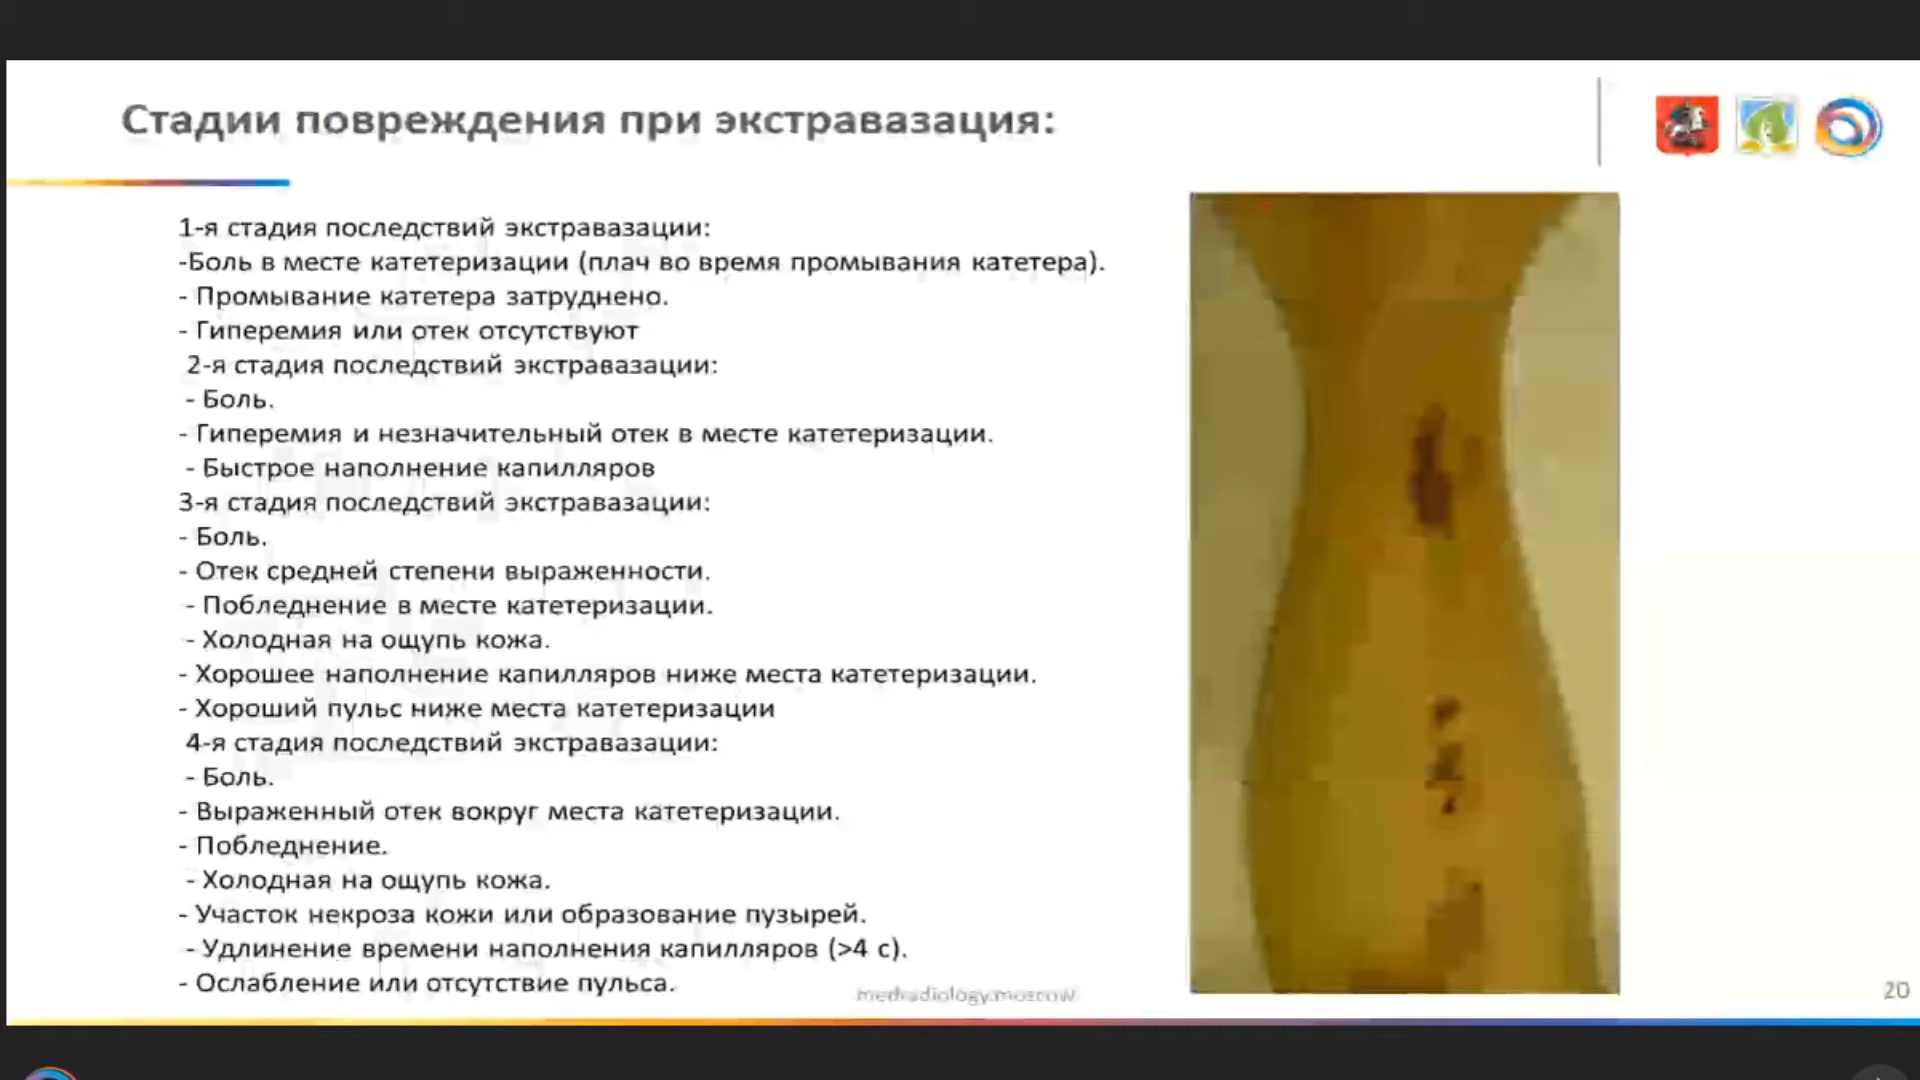 Стадии повреждения при экстравазация:
1-я стадия последствий экстравазации:
-Боль в месте катетеризации (плач во время промывания катетера).
- Промывание катетера затруднено.
- Гиперемия или отек отсутствуют
2-я стадия последствий экстравазации:
- Боль.
- Гиперемия и незначительный отек в месте катетеризации.
- Быстрое наполнение капилляров
3-я стадия последствий экстравазации:
- Боль.
- Отек средней степени выраженности.
- Побледнение в месте катетеризации.
- Холодная на ощупь кожа.
- Хорошее наполнение капилляров ниже места катетеризации.
- Хороший пульс ниже места катетеризации
4-я стадия последствий экстравазации:
- Боль.
- Выраженный отек вокруг места катетеризации.
- Побледнение.
- Холодная на ощупь кожа.
- Участок некроза кожи или образование пузырей.
- Удлинение времени наполнения капилляров (>4 с).
- Ослабление или отсутствие пульса.
medradiology.moscow
20